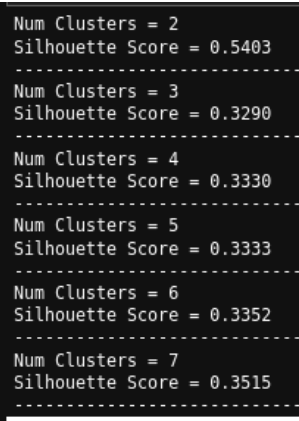 Num Clusters = 2
Silhouette Score = 0.5403
-----------------------------
Num Clusters = 3
Silhouette Score = 0.3290
-----------------------------
Num Clusters = 4
Silhouette Score = 0.3330
-----------------------------
Num Clusters = 5
Silhouette Score = 0.3333
-----------------------------
Num Clusters = 6
Silhouette Score = 0.3352
-----------------------------
Num Clusters = 7
Silhouette Score = 0.3515
-----------------------------